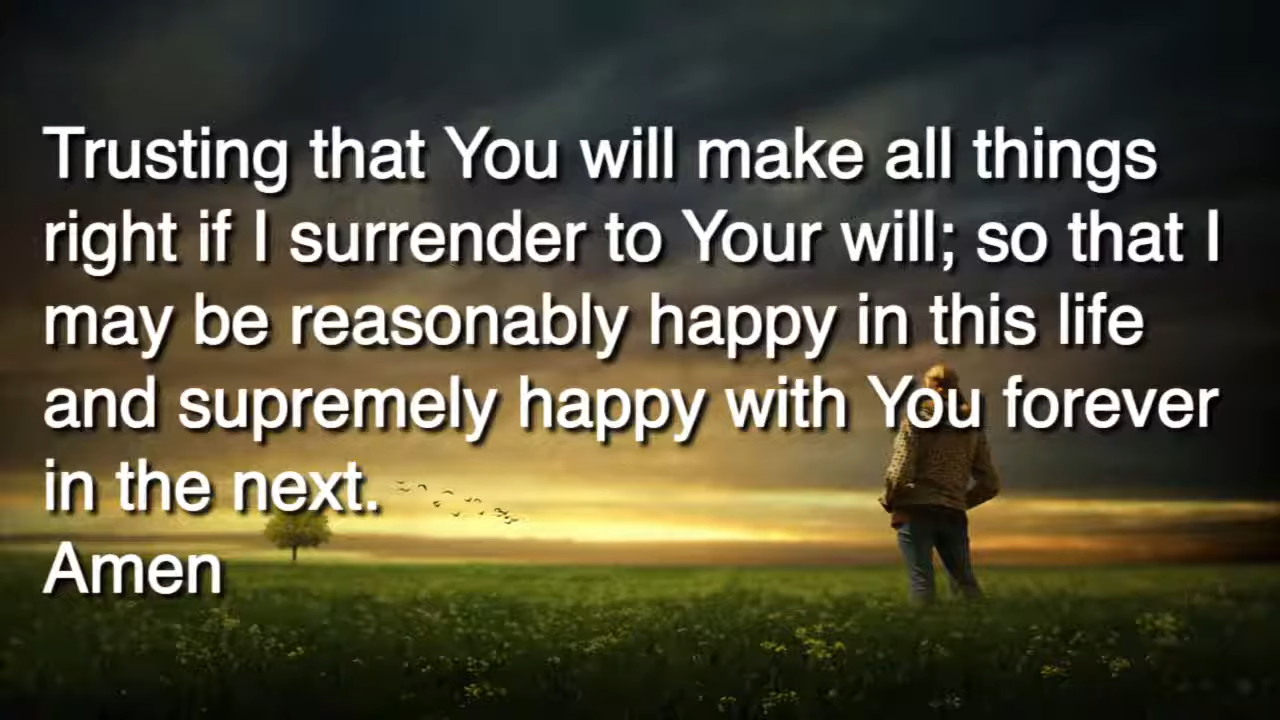 Trusting that You will make all things
right if I surrender to Your will; so that I
may be reasonably happy in this life
and supremely happy with You forever
in the next.
Amen